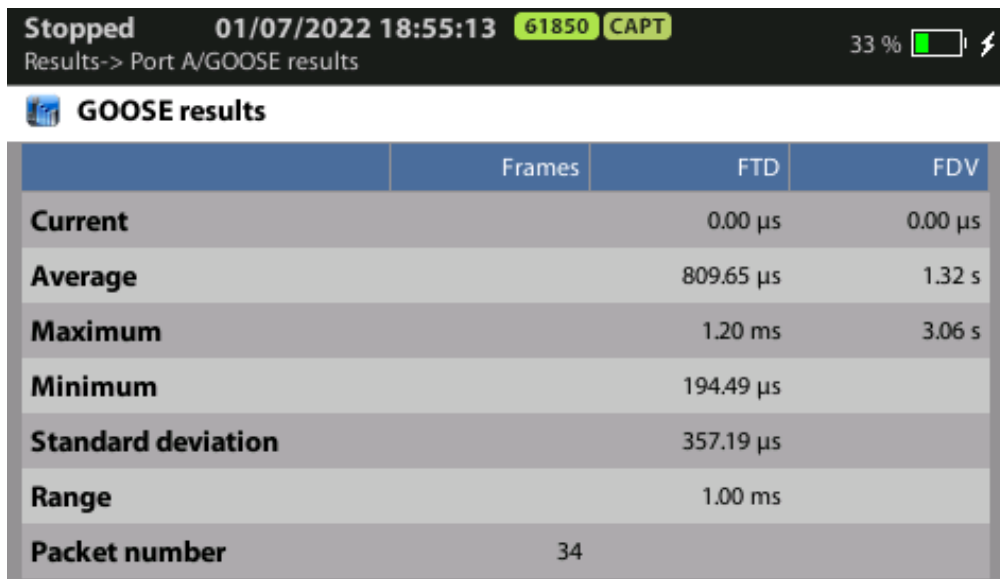 Stopped 01/07/2022 18:55:13 61850 CAPT
33 %
Results-> Port A/GOOSE results
GOOSE results
Frames FTD FDV
Current 0.00 µs 0.00 µs
Average 809.65 µs 1.32 s
Maximum 1.20 ms 3.06 s
Minimum 194.49 µs
Standard deviation 357.19 µs
Range 1.00 ms
Packet number 34